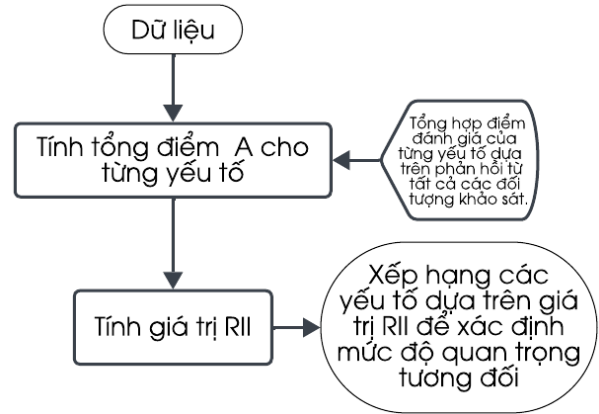 Dữ liệu
Tính tổng điểm A cho
từng yếu tố
Tổng hợp điểm
đánh giá của
từng yếu tố dựa
trên phản hồi từ
tất cả các đối
tượng khảo sát.
Tính giá trị RII
Xếp hạng các
yếu tố dựa trên giá
trị RII để xác định
mức độ quan trọng
tương đối